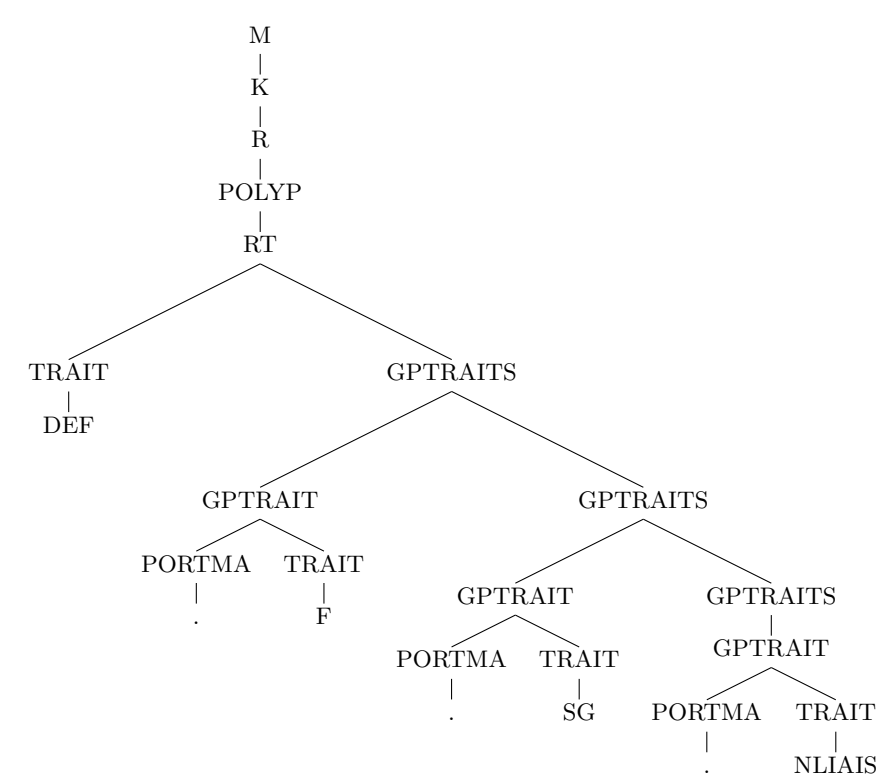 M
K
R
POLYP
RT
TRAIT GPTRAITS
DEF
GPTRAIT GPTRAITS
PORTMA TRAIT
GPTRAIT GPTRAITS
. F
GPTRAIT
PORTMA TRAIT
. SG
PORTMA TRAIT
. NLIAIS